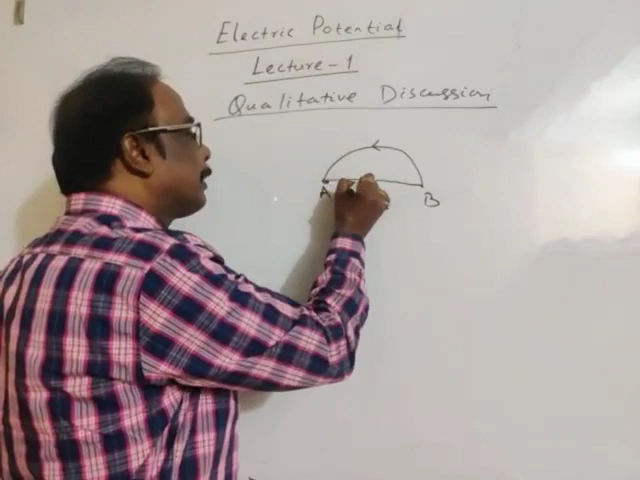 Electric Potential
Lecture-1
Qualitative Discussion
A
B